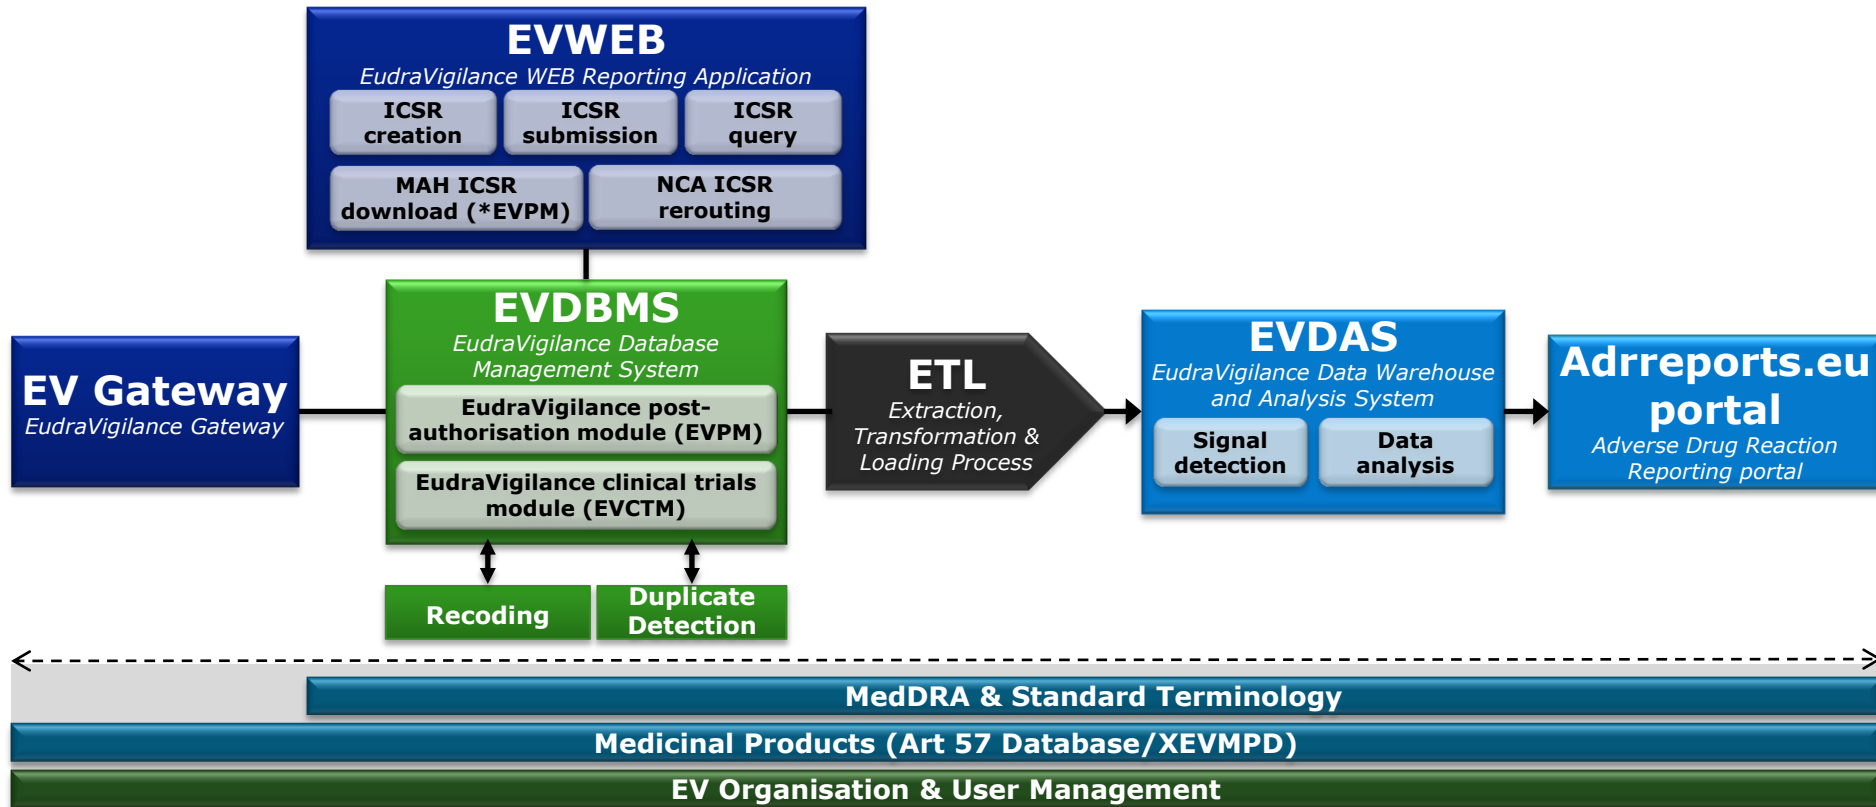 EVWEB
EudraVigilance WEB Reporting Application
ICSR
creation
ICSR
submission
ICSR
query
MAH ICSR
download (*EVPM)
NCA ICSR
rerouting
EV Gateway
EudraVigilance Gateway
EVDBMS
EudraVigilance Database
Management System
EudraVigilance post-
authorisation module (EVPM)
EudraVigilance clinical trials
module (EVCTM)
Recoding
Duplicate
Detection
ETL
Extraction,
Transformation &
Loading Process
EVDAS
EudraVigilance Data Warehouse
and Analysis System
Signal
detection
Data
analysis
Adrreports.eu
portal
Adverse Drug Reaction
Reporting portal
MedDRA & Standard Terminology
Medicinal Products (Art 57 Database/XEVMPD)
EV Organisation & User Management